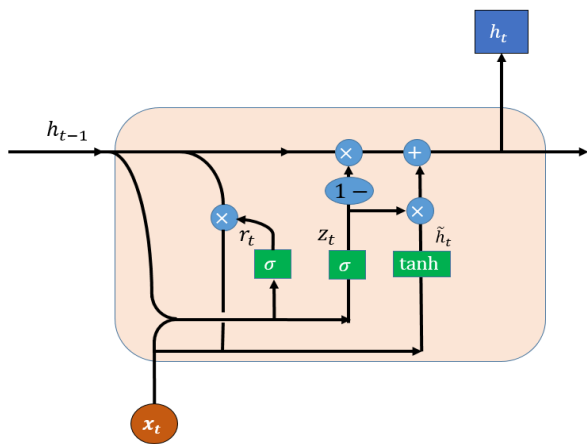 h_t
h_{t−1}
×
+
1 −
×
r_t
z_t
×
h̃_t
σ
σ
tanh
x_t